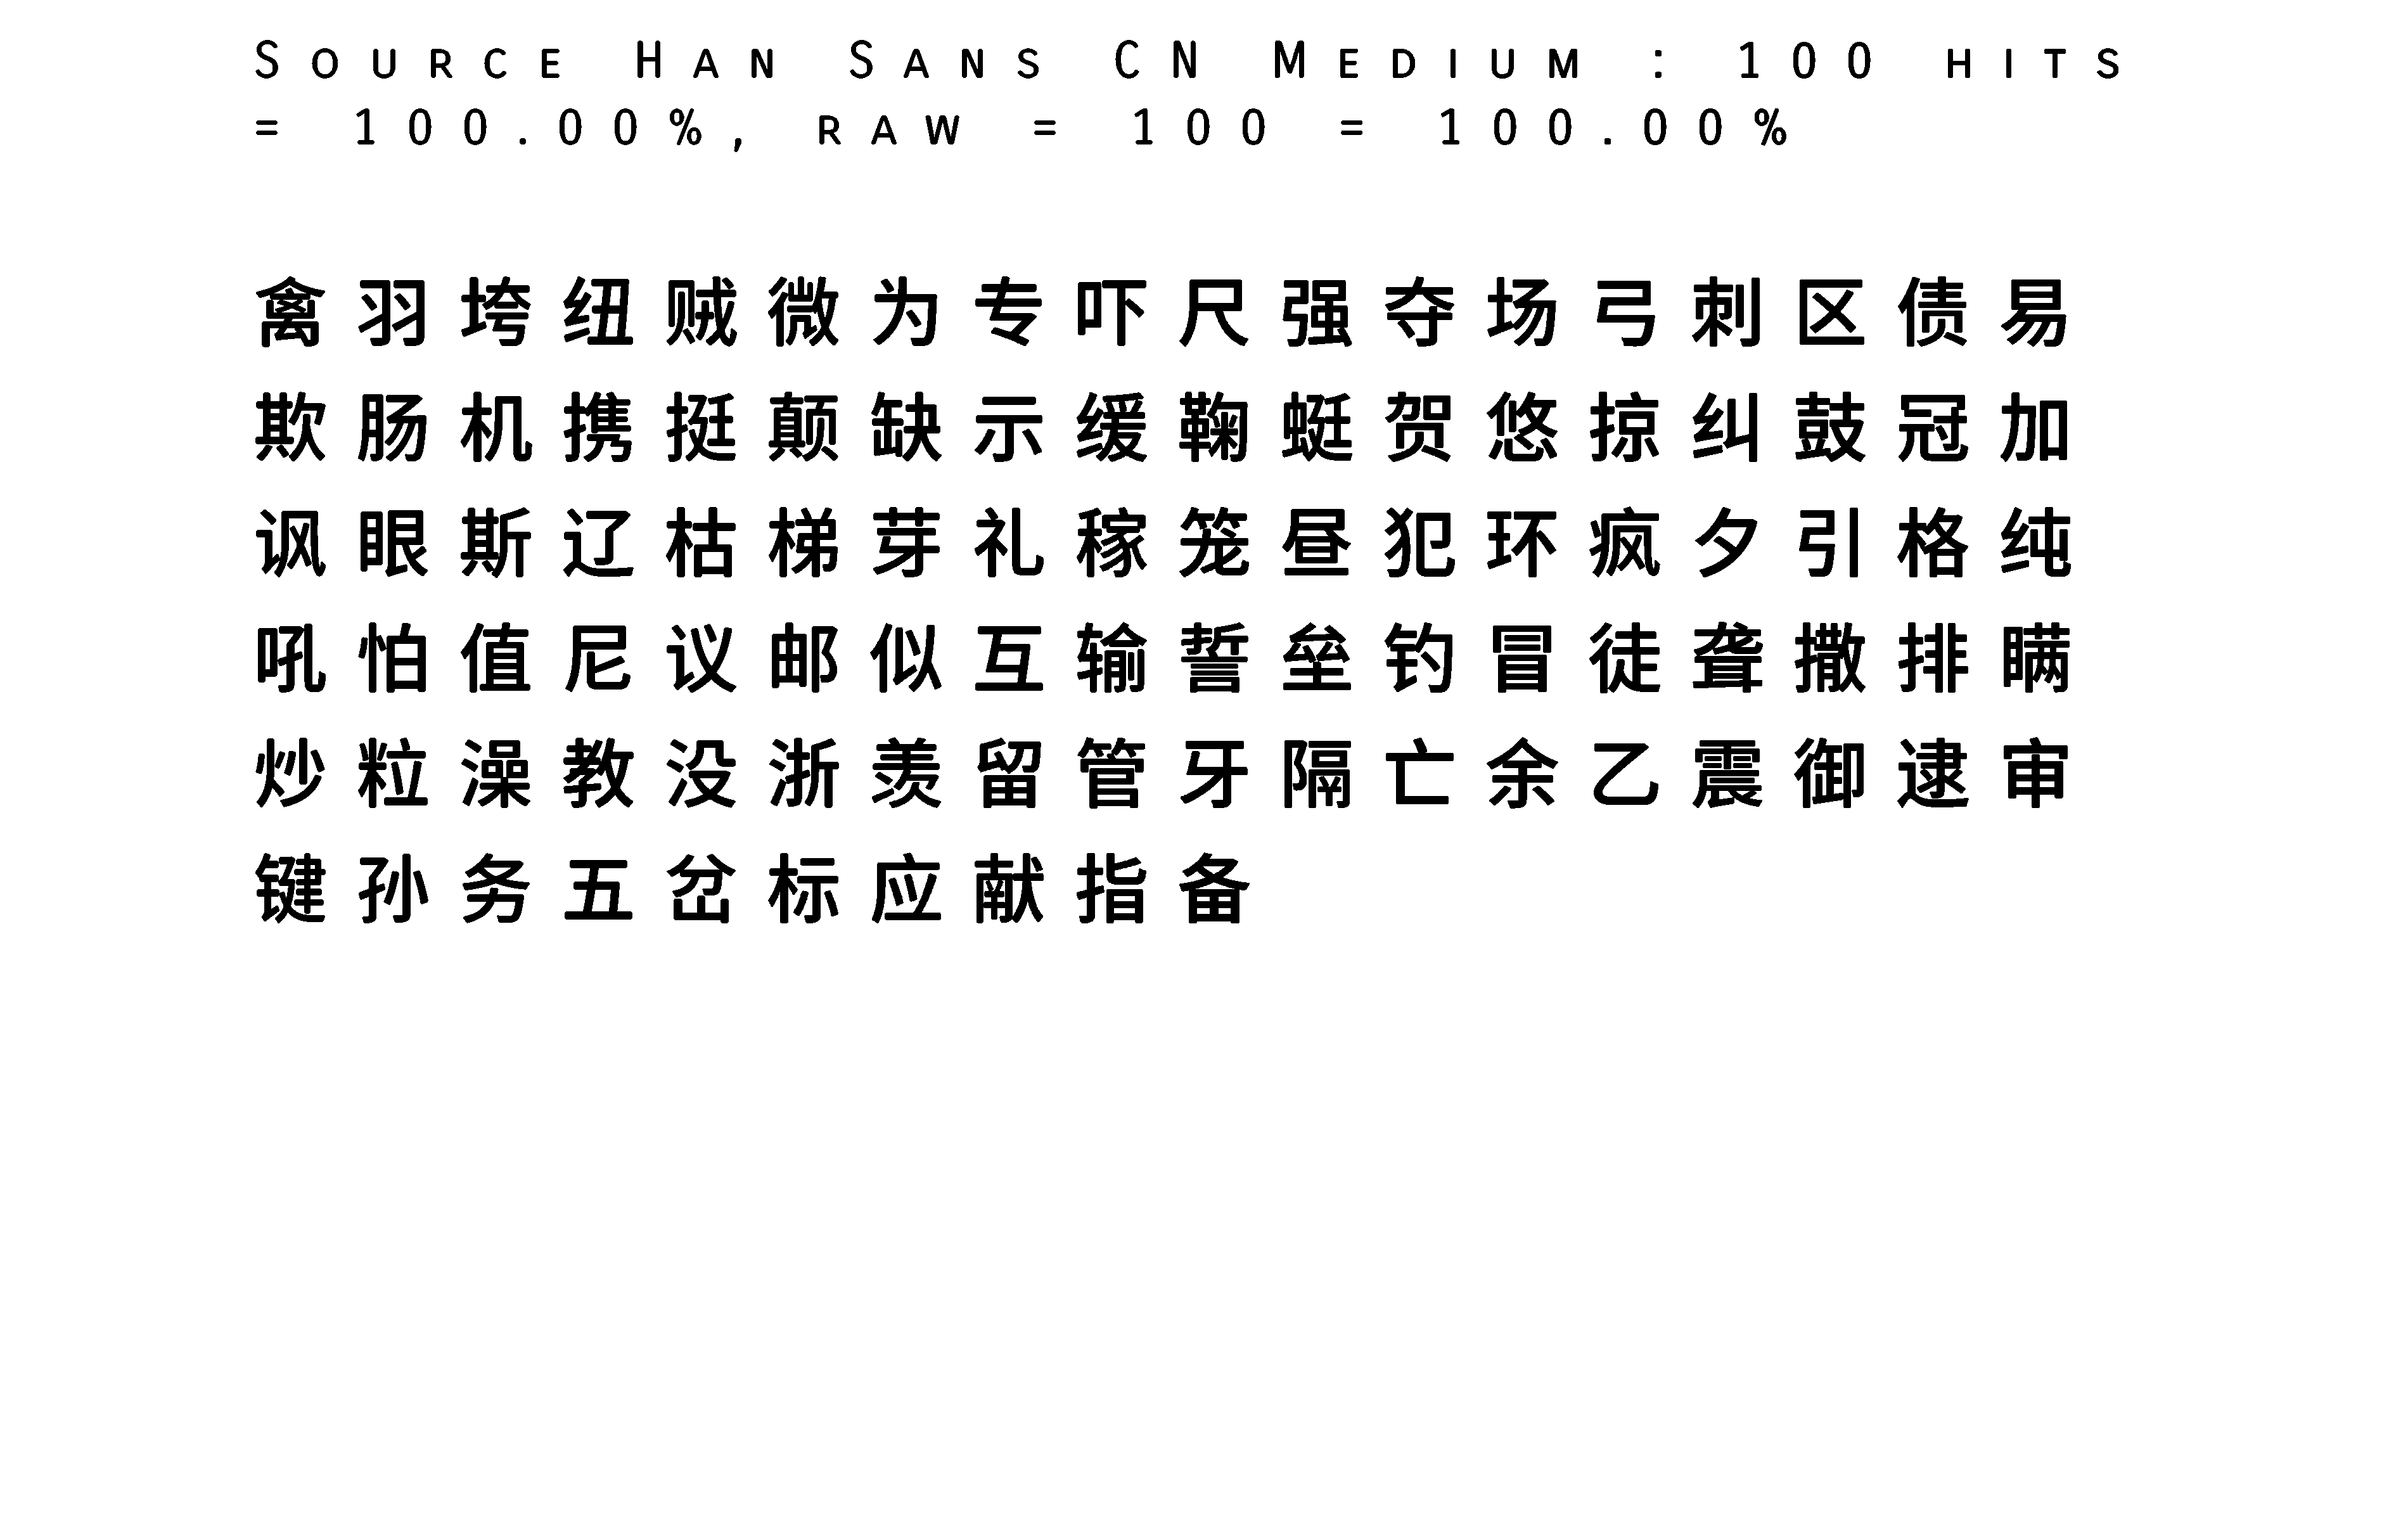 Source Han Sans CN Medium : 100 hits
= 100.00%, raw = 100 = 100.00%
禽羽垮纽贼微为专吓尺强夺场弓刺区债易
欺肠机携挺颠缺示缓鞠蜓贺悠掠纠鼓冠加
讽眼斯辽枯梯芽礼稼笼昼犯环疯夕引格纯
吼怕值尼议邮似互输誓垒钓冒徒聋撒排瞒
炒粒澡教没浙羡留管牙隔亡余乙震御逮审
键孙务五岔标应献指备